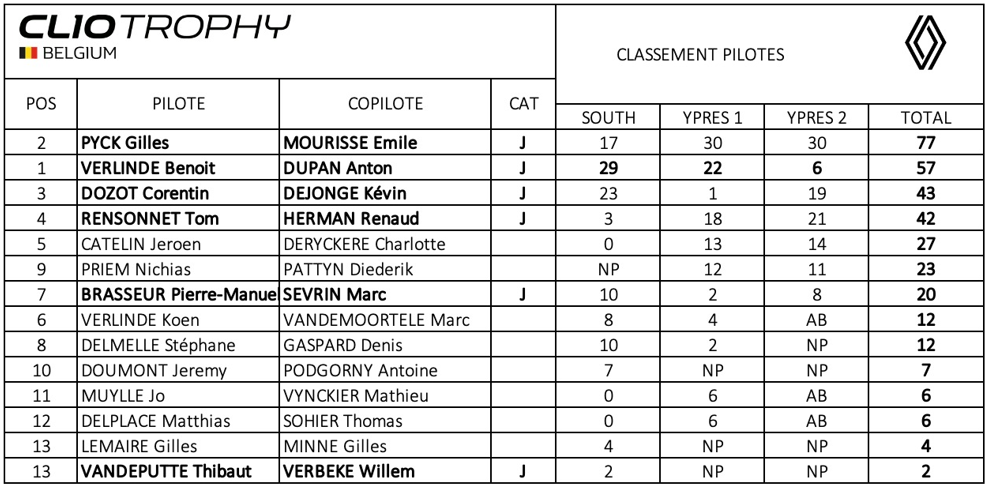 CLIO TROPHY
BELGIUM
CLASSEMENT PILOTES
POS PILOTE COPILOTE CAT SOUTH YPRES 1 YPRES 2 TOTAL
2 PYCK Gilles MOURISSE Emile J 17 30 30 77
1 VERLINDE Benoit DUPAN Anton J 29 22 6 57
3 DOZOT Corentin DEJONGE Kévin J 23 1 19 43
4 RENSONNET Tom HERMAN Renaud J 3 18 21 42
5 CATELIN Jeroen DERYCKERE Charlotte 0 13 14 27
9 PRIEM Nichias PATTYN Diederik NP 12 11 23
7 BRASSEUR Pierre-Manuel SEVRIN Marc J 10 2 8 20
6 VERLINDE Koen VANDEMOORTELE Marc 8 4 AB 12
8 DELMELLE Stéphane GASPARD Denis 10 2 NP 12
10 DOUMONT Jeremy PODGORNY Antoine 7 NP NP 7
11 MUYLLE Jo VYNCKIER Mathieu 0 6 AB 6
12 DELPLACE Matthias SOHIER Thomas 0 6 AB 6
13 LEMAIRE Gilles MINNE Gilles 4 NP NP 4
13 VANDEPUTTE Thibaut VERBEKE Willem J 2 NP NP 2